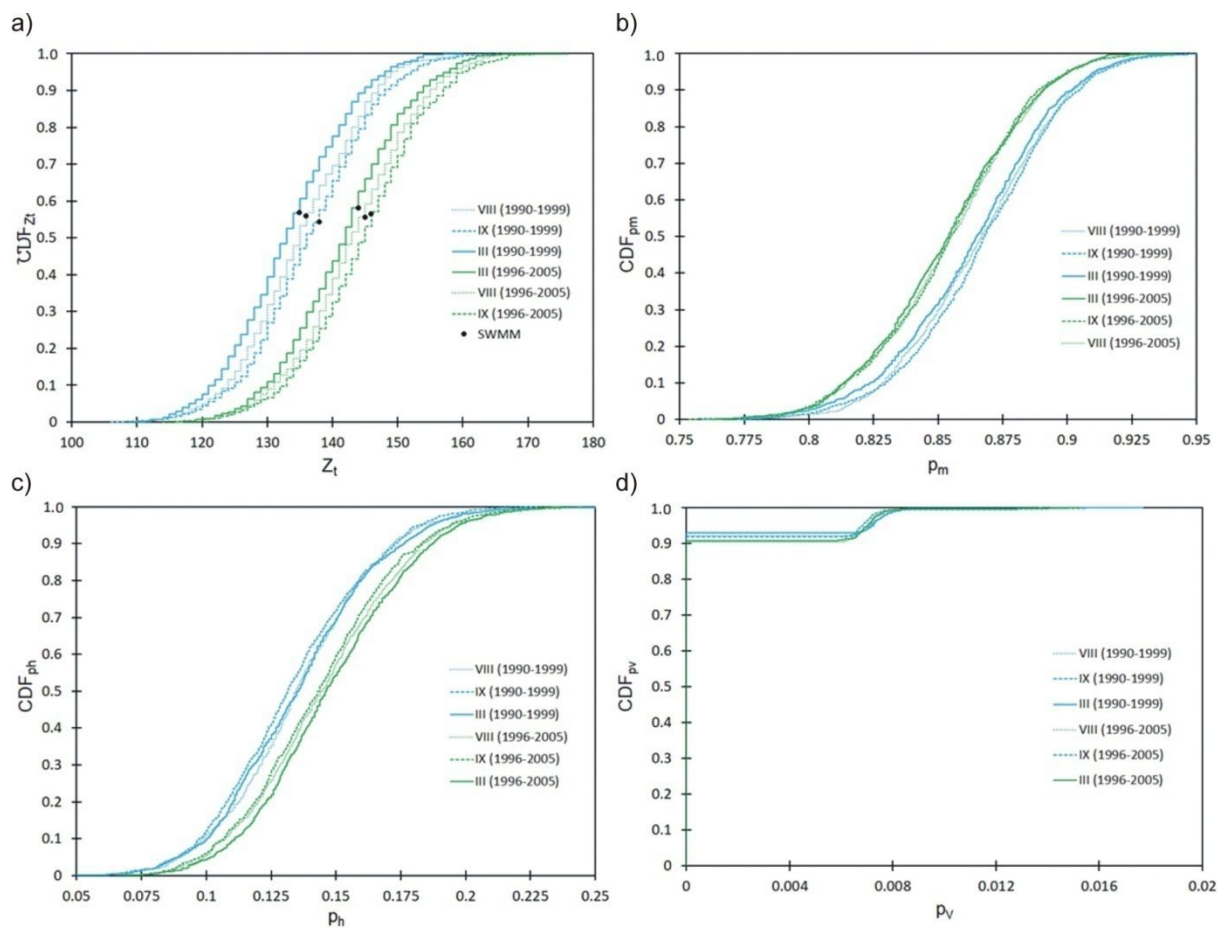 a)
1.0
0.9
0.8
0.7
0.6
0.5
0.4
0.3
0.2
0.1
0
100 110 120 130 140 150 160 170 180
Zt
VIII (1990-1999)
IX (1990-1999)
III (1990-1999)
III (1996-2005)
VIII (1996-2005)
IX (1996-2005)
SWMM
b)
CDFpm
1.0
0.9
0.8
0.7
0.6
0.5
0.4
0.3
0.2
0.1
0
0.75 0.775 0.8 0.825 0.85 0.875 0.9 0.925 0.95
pm
VIII (1990-1999)
IX (1990-1999)
III (1990-1999)
III (1996-2005)
IX (1996-2005)
VIII (1996-2005)
c)
CDFph
1.0
0.9
0.8
0.7
0.6
0.5
0.4
0.3
0.2
0.1
0
0.05 0.075 0.1 0.125 0.15 0.175 0.2 0.225 0.25
ph
VIII (1990-1999)
IX (1990-1999)
III (1990-1999)
VIII (1996-2005)
IX (1996-2005)
III (1996-2005)
d)
CDFpv
1.0
0.9
0.8
0.7
0.6
0.5
0.4
0.3
0.2
0.1
0
0 0.004 0.008 0.012 0.016 0.02
pV
VIII (1990-1999)
IX (1990-1999)
III (1990-1999)
VIII (1996-2005)
IX (1996-2005)
III (1996-2005)